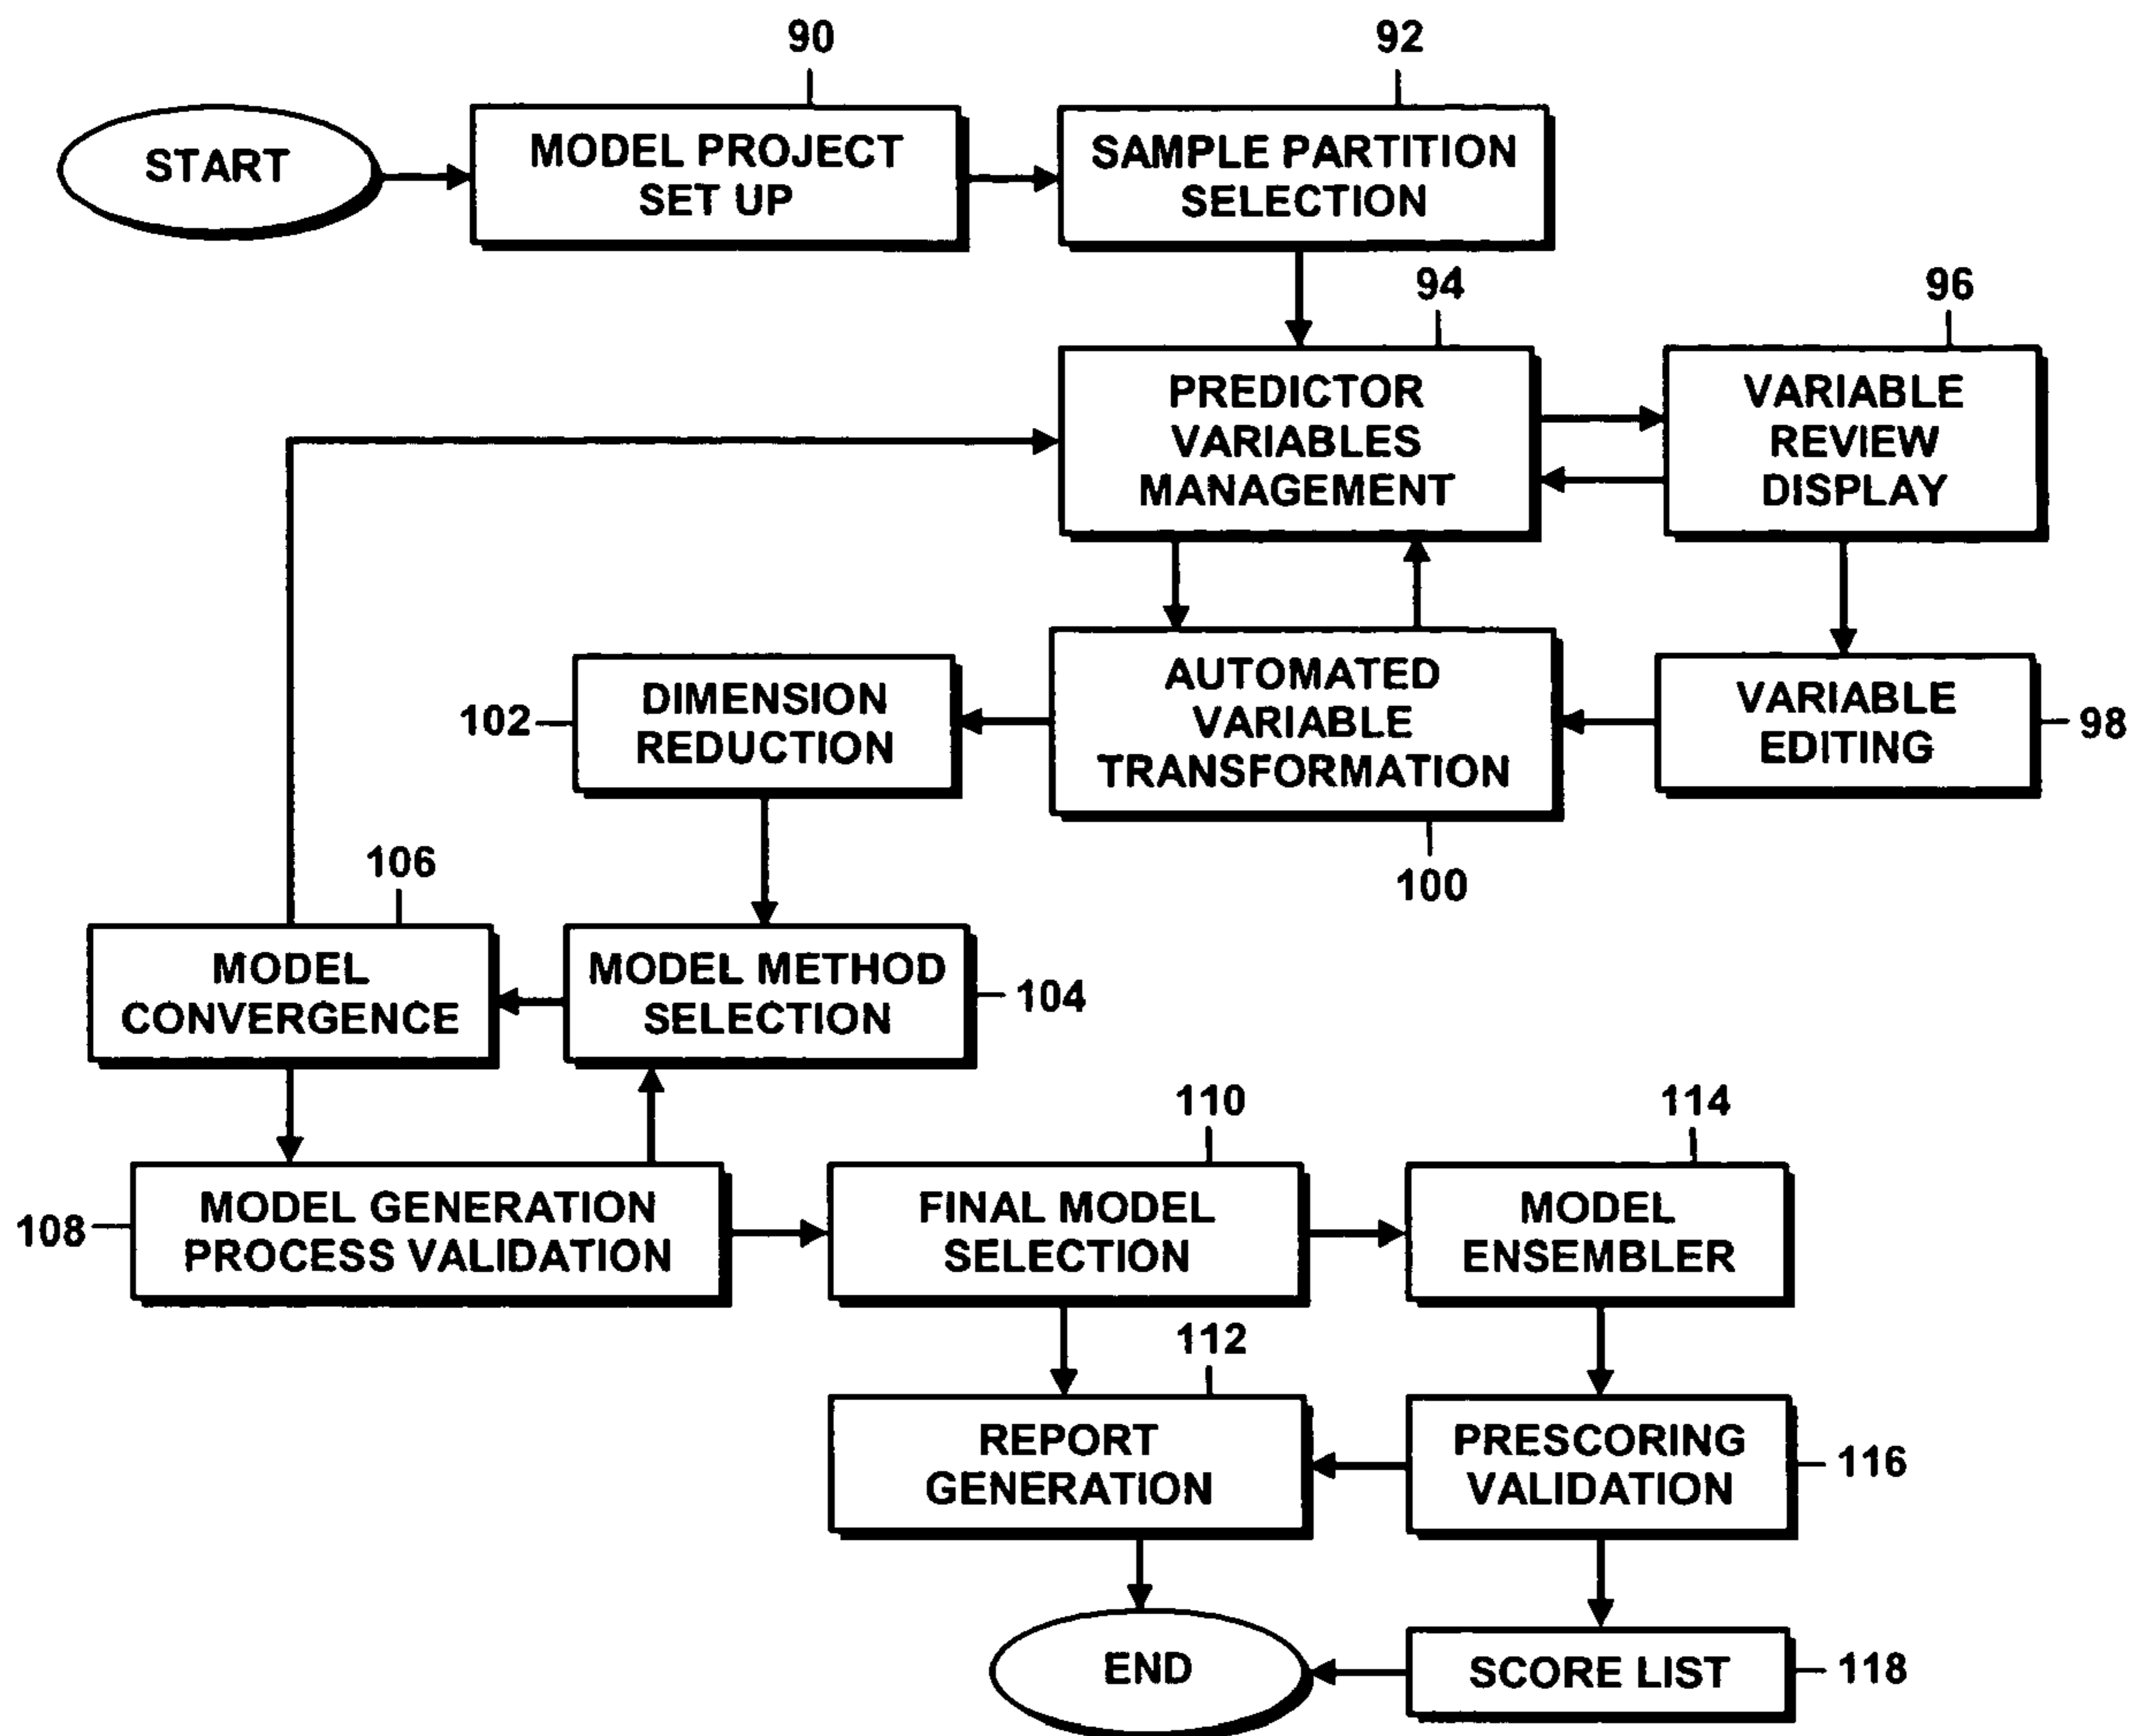 90
92
START
MODEL PROJECT
SET UP
SAMPLE PARTITION
SELECTION
94
96
PREDICTOR
VARIABLES
MANAGEMENT
VARIABLE
REVIEW
DISPLAY
102
DIMENSION
REDUCTION
AUTOMATED
VARIABLE
TRANSFORMATION
VARIABLE
EDITING
98
100
106
MODEL
CONVERGENCE
MODEL METHOD
SELECTION
104
110
114
108
MODEL GENERATION
PROCESS VALIDATION
FINAL MODEL
SELECTION
MODEL
ENSEMBLER
112
REPORT
GENERATION
PRESCORING
VALIDATION
116
END
SCORE LIST
118